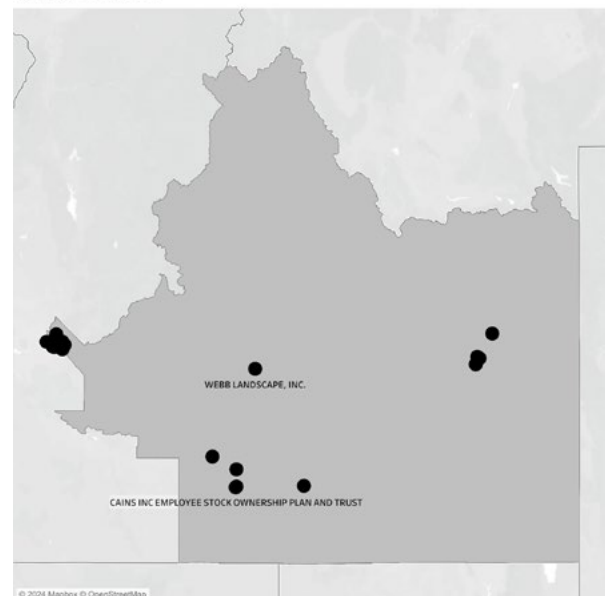 WEBB LANDSCAPE, INC.
CAINS INC EMPLOYEE STOCK OWNERSHIP PLAN AND TRUST
© 2024 Mapbox © OpenStreetMap